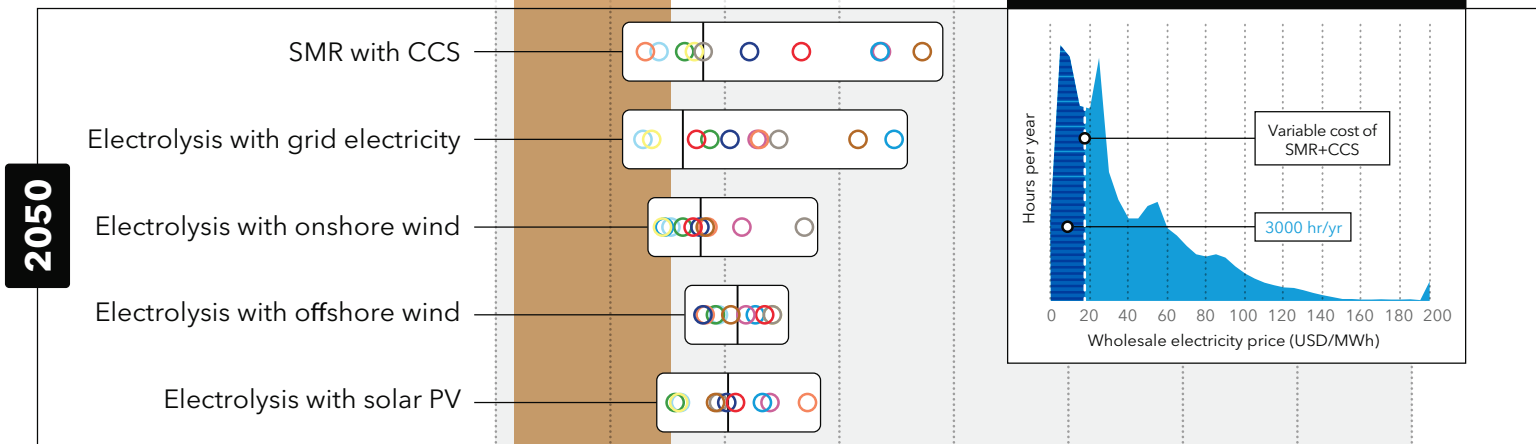 2050
SMR with CCS
Electrolysis with grid electricity
Electrolysis with onshore wind
Electrolysis with offshore wind
Electrolysis with solar PV
Hours per year
Variable cost of
SMR+CCS
3000 hr/yr
0 20 40 60 80 100 120 140 160 180 200
Wholesale electricity price (USD/MWh)